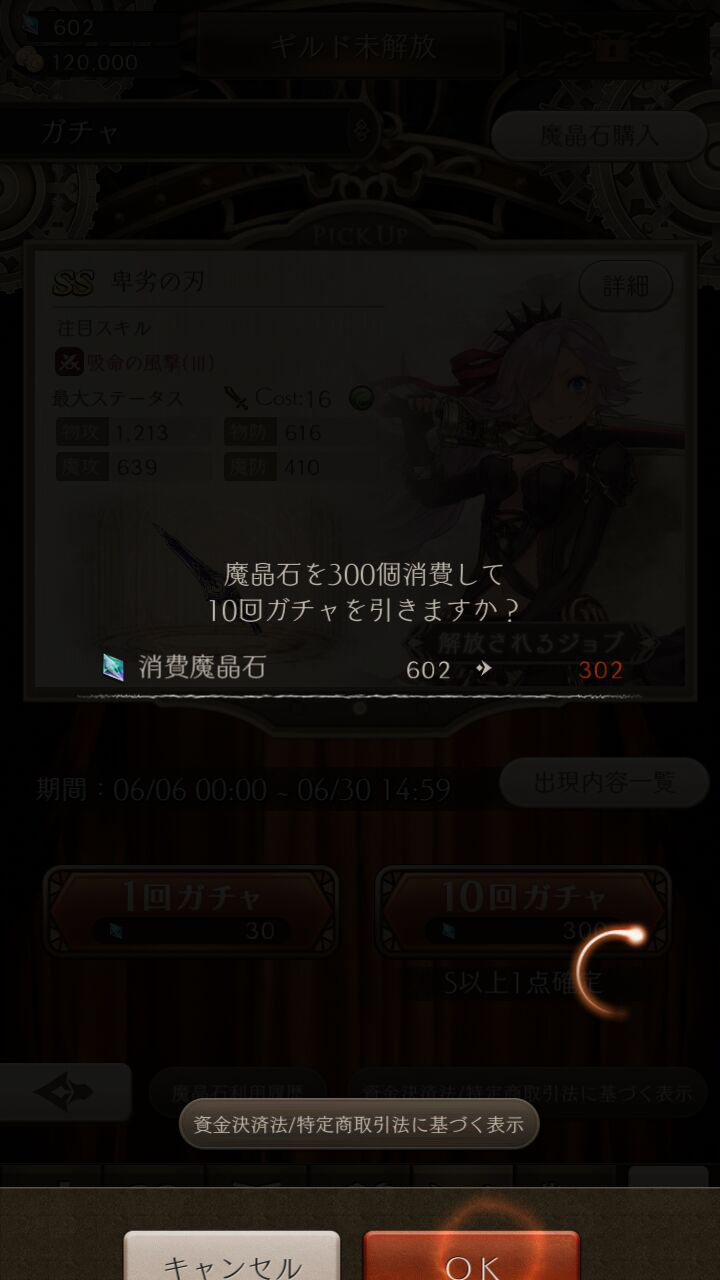 602
120,000
ギルド未解放
ガチャ
魔晶石購入
PICK UP
SS 卑劣の刃
詳細
注目スキル
吸命の風撃(III)
最大ステータス Cost:16
物攻 1,213 物防 616
魔攻 639 魔防 410
魔晶石を300個消費して
10回ガチャを引きますか？
解放されるジョブ
消費魔晶石 602 302
期間：06/06 00:00 ~ 06/30 14:59
出現内容一覧
1回ガチャ
30
10回ガチャ
300
S以上1点確定
魔晶石利用履歴
資金決済法/特定商取引法に基づく表示
資金決済法/特定商取引法に基づく表示
キャンセル
OK